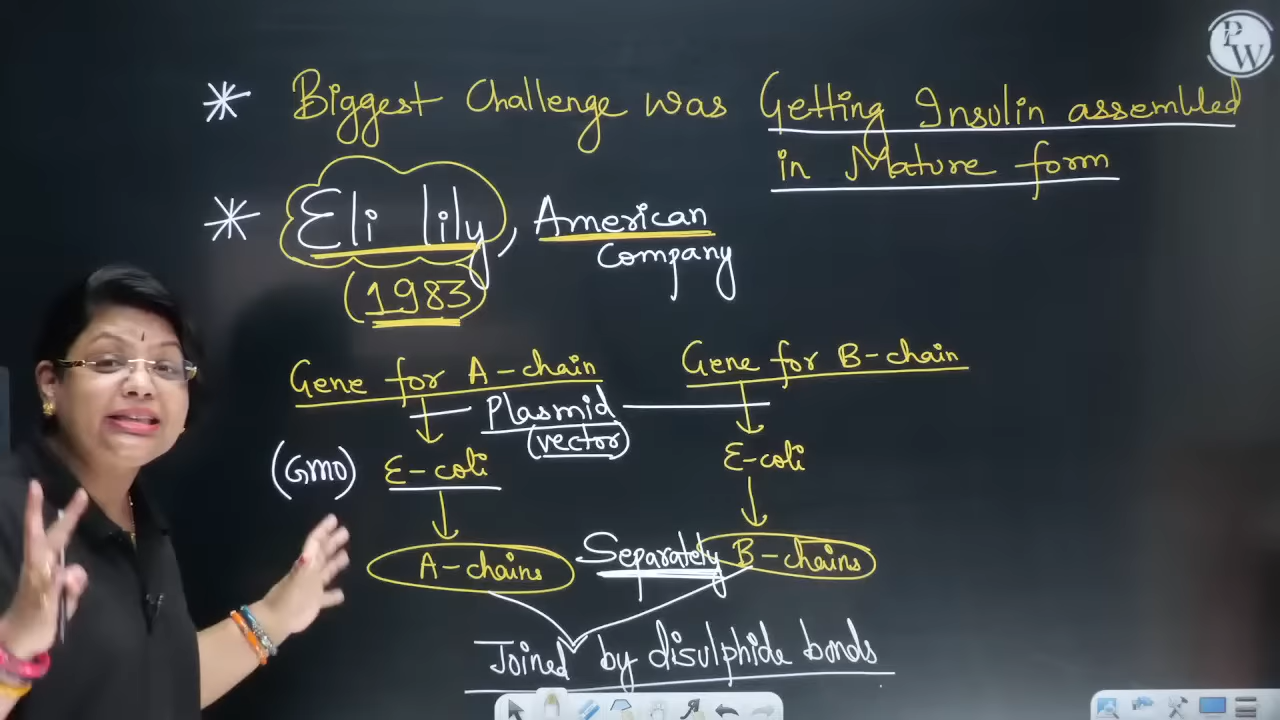 PW
* Biggest Challenge was Getting Insulin assembled
in Mature form
* Eli lily, American
Company
(1983)
Gene for A-chain
Gene for B-chain
Plasmid
(vector)
(GMO)
E-coli
E-coli
A-chains
Separately
B-chains
Joined by disulphide bonds